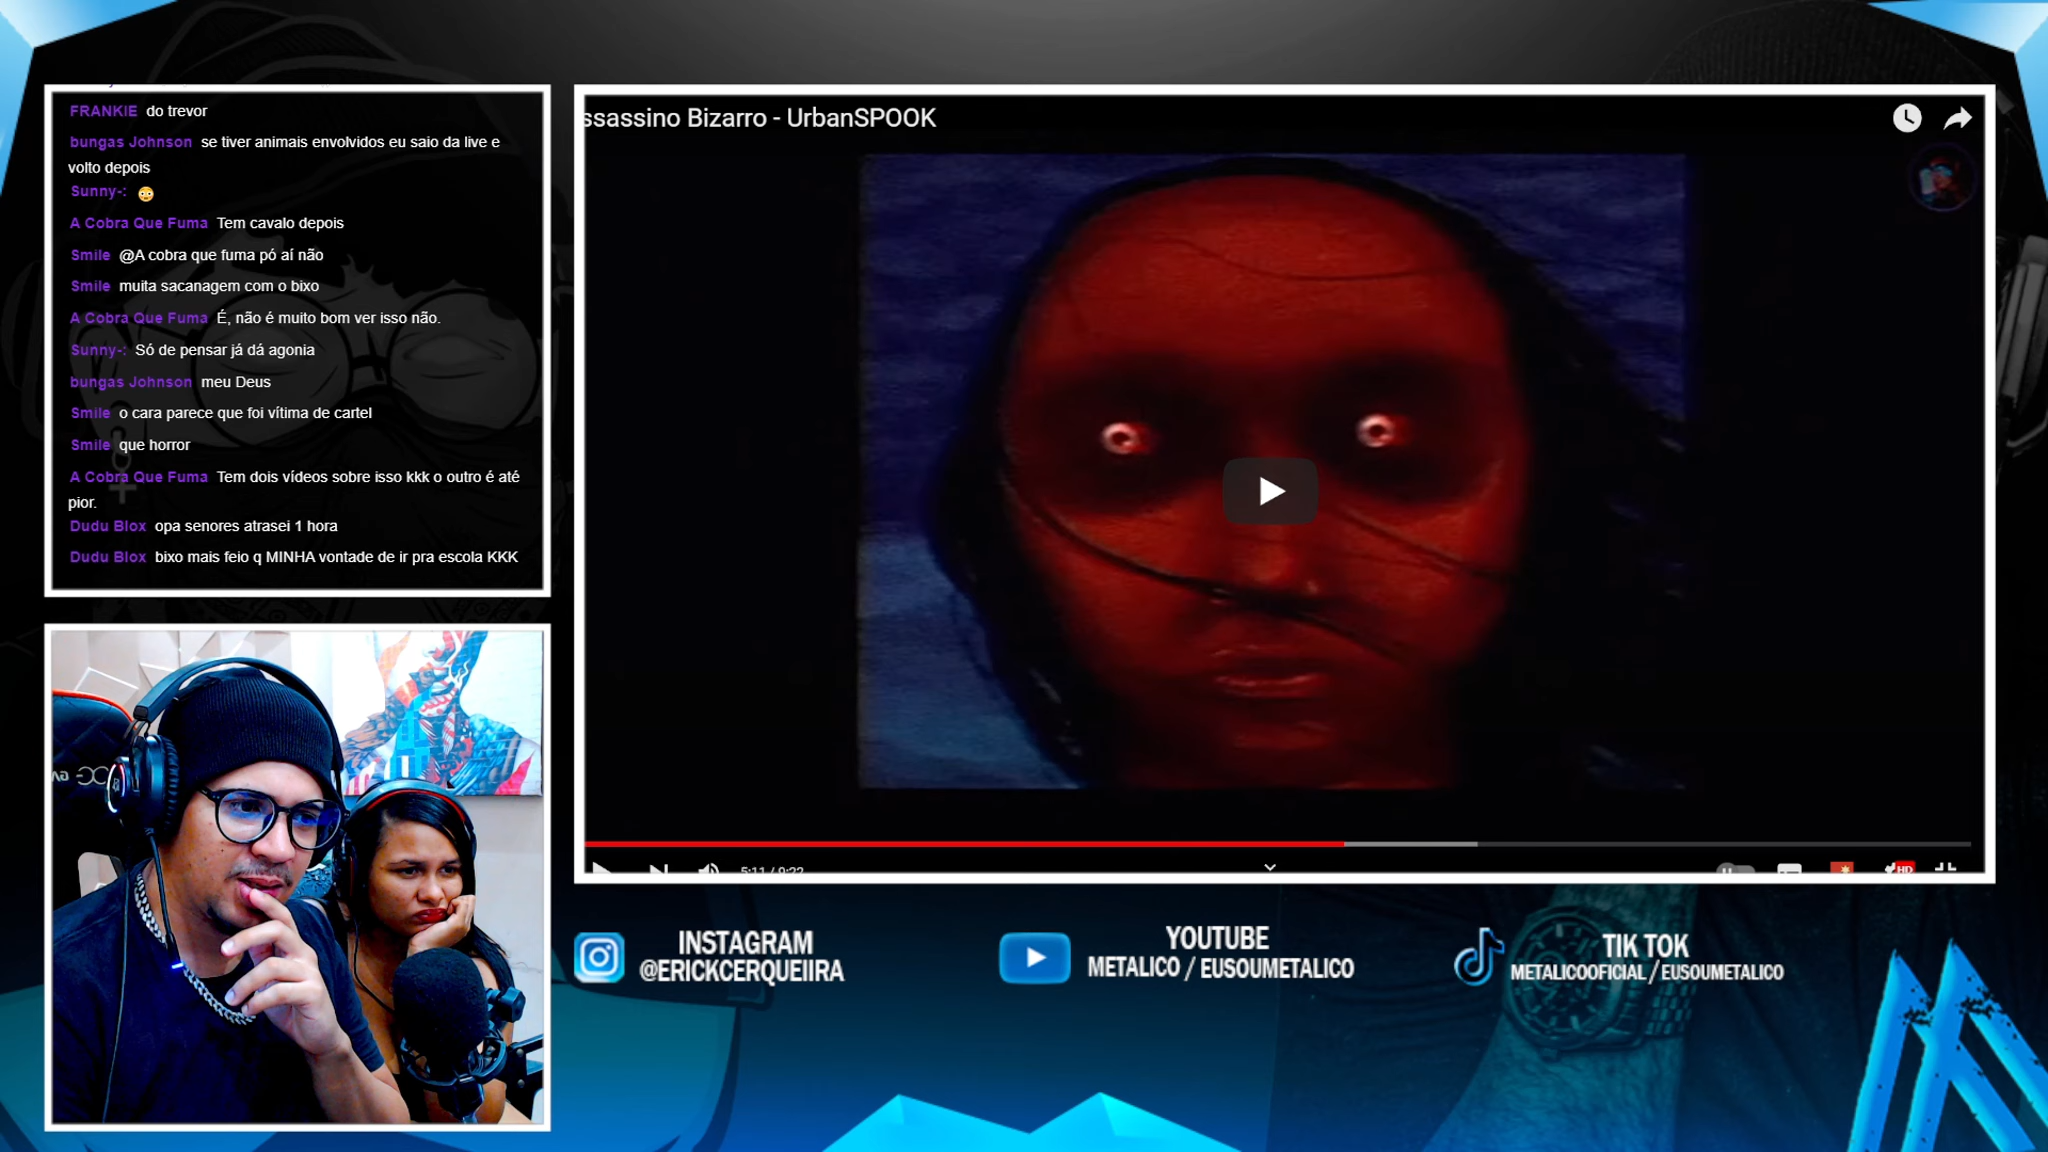 FRANKIE do trevor
bungas Johnson se tiver animais envolvidos eu saio da live e
volto depois
Sunny-: 😳
A Cobra Que Fuma Tem cavalo depois
Smile @A cobra que fuma pó aí não
Smile muita sacanagem com o bixo
A Cobra Que Fuma É, não é muito bom ver isso não.
Sunny-: Só de pensar já dá agonia
bungas Johnson meu Deus
Smile o cara parece que foi vítima de cartel
Smile que horror
A Cobra Que Fuma Tem dois vídeos sobre isso kkk o outro é até
pior.
Dudu Blox opa senores atrasei 1 hora
Dudu Blox bixo mais feio q MINHA vontade de ir pra escola KKK
ssassino Bizarro - UrbanSPOOK
5:11 / 9:22
HD
INSTAGRAM
@ERICKCERQUEIIRA
YOUTUBE
METALICO / EUSOUMETALICO
TIK TOK
METALICOOFICIAL / EUSOUMETALICO